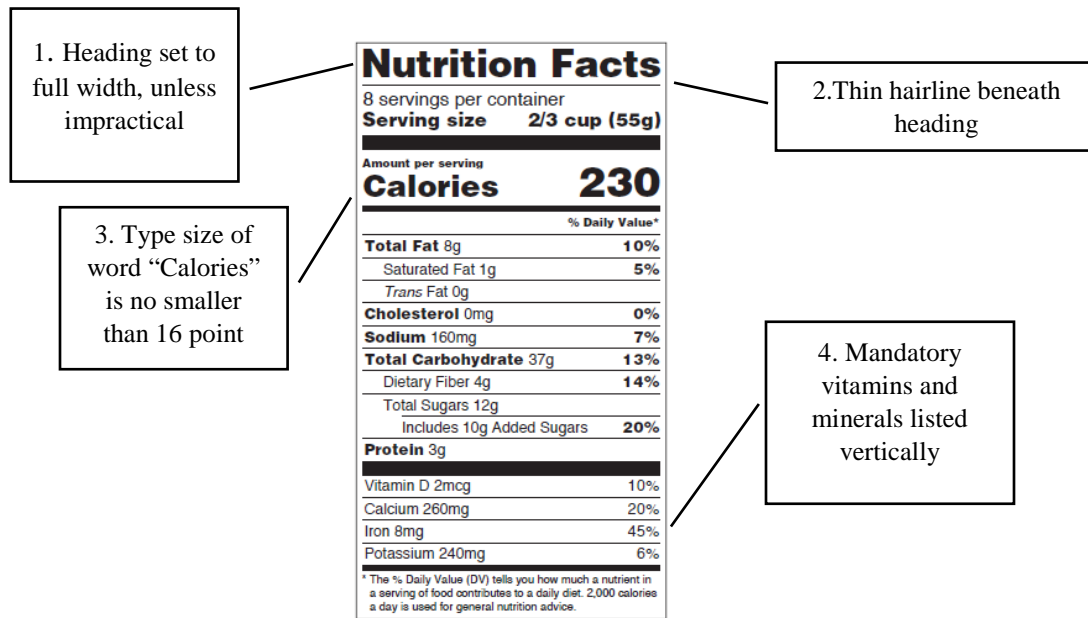 1. Heading set to
full width, unless
impractical
Nutrition Facts
8 servings per container
Serving size 2/3 cup (55g)
2.Thin hairline beneath
heading
Amount per serving
Calories 230
3. Type size of
word “Calories”
is no smaller
than 16 point
% Daily Value*
Total Fat 8g 10%
Saturated Fat 1g 5%
Trans Fat 0g
Cholesterol 0mg 0%
Sodium 160mg 7%
Total Carbohydrate 37g 13%
Dietary Fiber 4g 14%
Total Sugars 12g
Includes 10g Added Sugars 20%
Protein 3g
4. Mandatory
vitamins and
minerals listed
vertically
Vitamin D 2mcg 10%
Calcium 260mg 20%
Iron 8mg 45%
Potassium 240mg 6%
* The % Daily Value (DV) tells you how much a nutrient in
a serving of food contributes to a daily diet. 2,000 calories
a day is used for general nutrition advice.